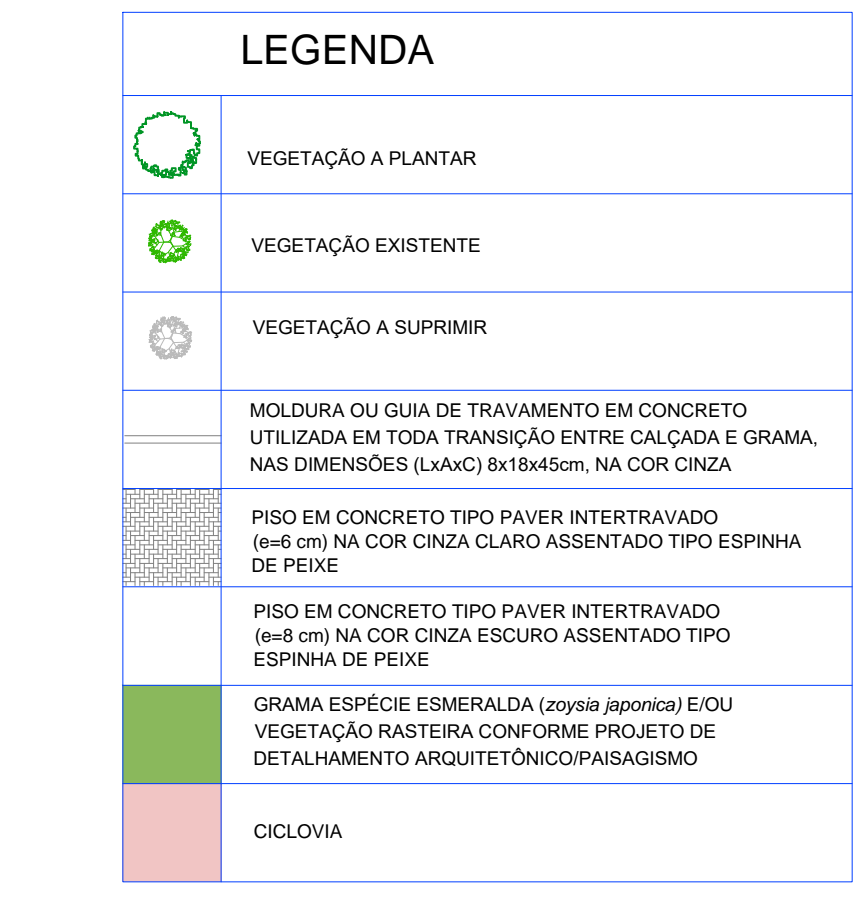 LEGENDA
VEGETAÇÃO A PLANTAR
VEGETAÇÃO EXISTENTE
VEGETAÇÃO A SUPRIMIR
MOLDURA OU GUIA DE TRAVAMENTO EM CONCRETO
UTILIZADA EM TODA TRANSIÇÃO ENTRE CALÇADA E GRAMA,
NAS DIMENSÕES (LxAxC) 8x18x45cm, NA COR CINZA
PISO EM CONCRETO TIPO PAVER INTERTRAVADO
(e=6 cm) NA COR CINZA CLARO ASSENTADO TIPO ESPINHA
DE PEIXE
PISO EM CONCRETO TIPO PAVER INTERTRAVADO
(e=8 cm) NA COR CINZA ESCURO ASSENTADO TIPO
ESPINHA DE PEIXE
GRAMA ESPÉCIE ESMERALDA (zoysia japonica) E/OU
VEGETAÇÃO RASTEIRA CONFORME PROJETO DE
DETALHAMENTO ARQUITETÔNICO/PAISAGISMO
CICLOVIA